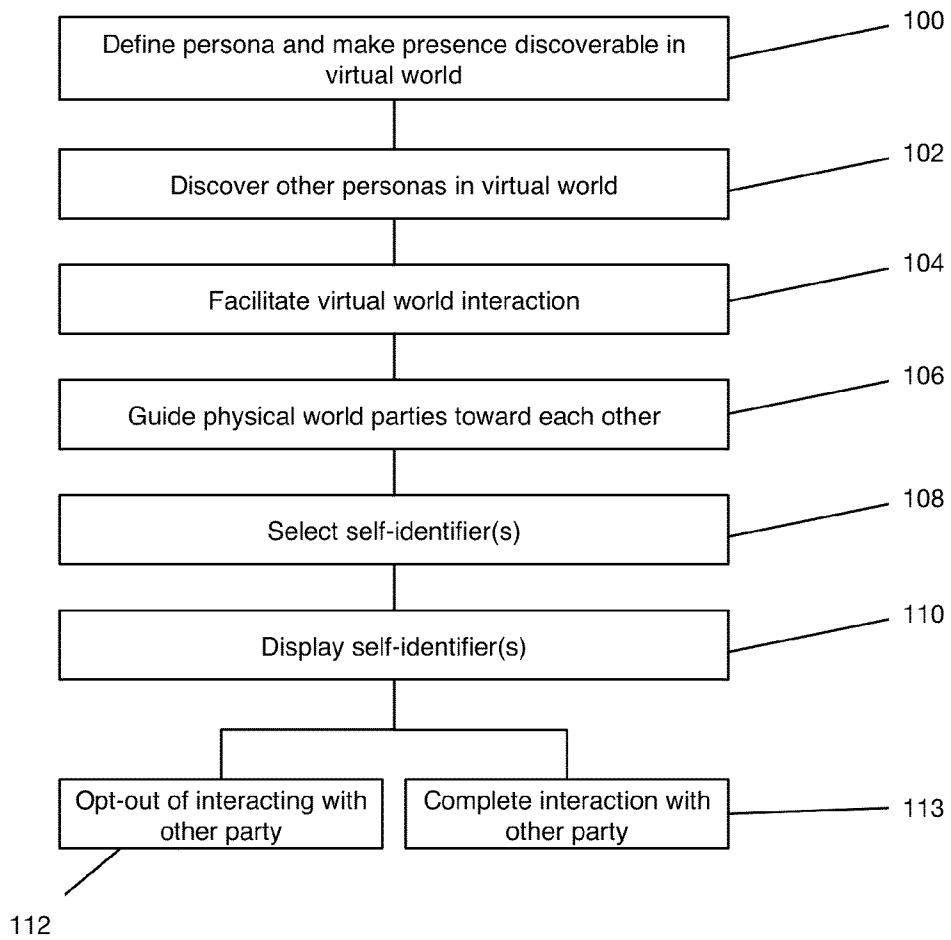 Define persona and make presence discoverable in
virtual world
100
Discover other personas in virtual world
102
Facilitate virtual world interaction
104
Guide physical world parties toward each other
106
Select self-identifier(s)
108
Display self-identifier(s)
110
Opt-out of interacting with
other party
112
Complete interaction with
other party
113